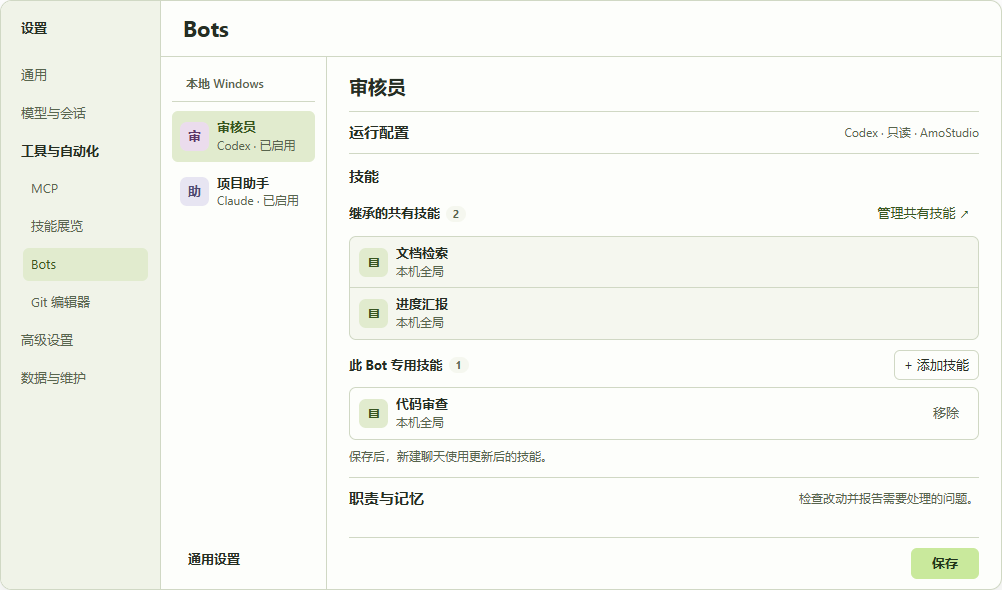 设置
通用
模型与会话
工具与自动化
MCP
技能展览
Bots
Git 编辑器
高级设置
数据与维护
Bots
本地 Windows
审
审核员
Codex · 已启用
助
项目助手
Claude · 已启用
通用设置
审核员
运行配置
Codex · 只读 · AmoStudio
技能
继承的共有技能 2
管理共有技能 ↗
文档检索
本机全局
进度汇报
本机全局
此 Bot 专用技能 1
+ 添加技能
代码审查
本机全局
移除
保存后，新建聊天使用更新后的技能。
职责与记忆
检查改动并报告需要处理的问题。
保存